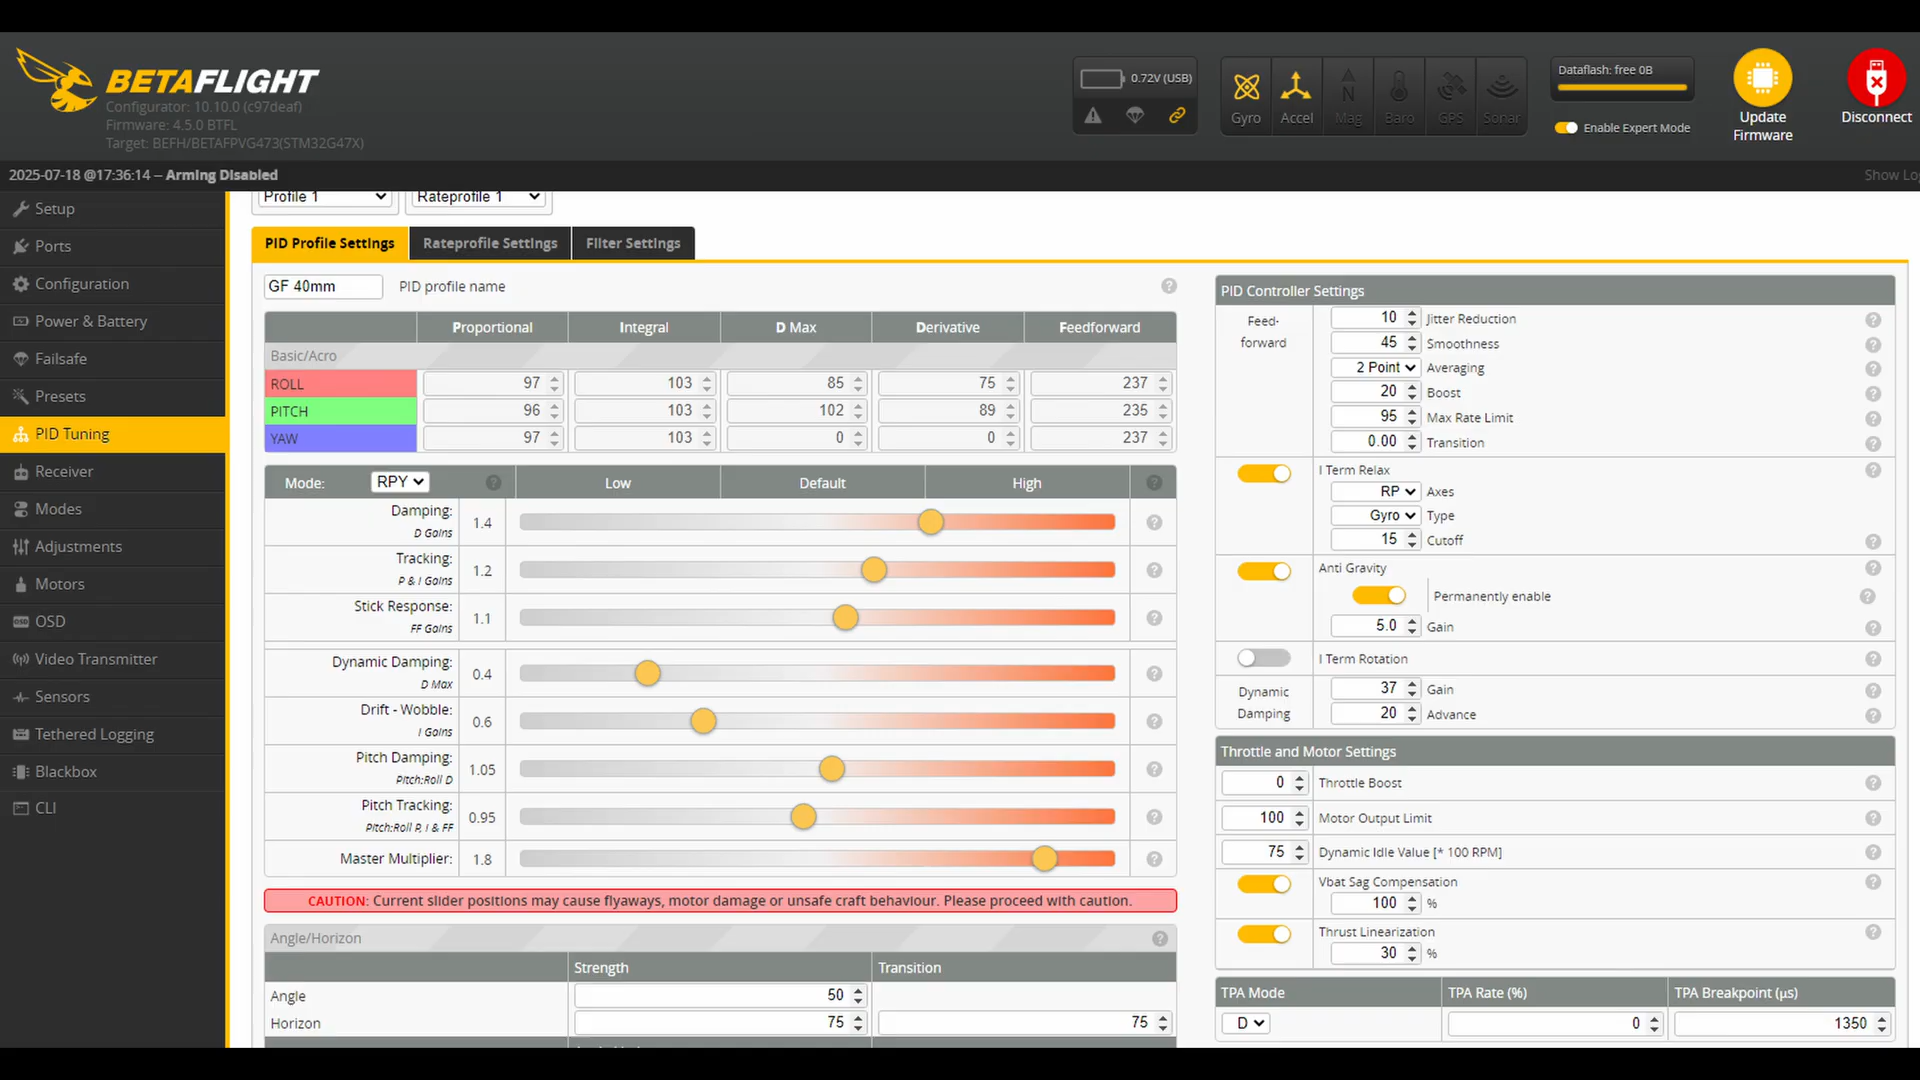 BETAFLIGHT
Configurator: 10.10.0 (c97deaf)
Firmware: 4.5.0 BTFL
Target: BEFH/BETAFPVG473(STM32G47X)
0.72V (USB)
Gyro
Accel
Mag
Baro
GPS
Sonar
Dataflash: free 0B
Enable Expert Mode
Update
Firmware
Disconnect
2025-07-18 @17:36:14 -- Arming Disabled
Show Lo
Setup
Ports
Configuration
Power & Battery
Failsafe
Presets
PID Tuning
Receiver
Modes
Adjustments
Motors
OSD
Video Transmitter
Sensors
Tethered Logging
Blackbox
CLI
Profile 1
Rateprofile 1
PID Profile Settings
Rateprofile Settings
Filter Settings
GF 40mm PID profile name
Proportional Integral D Max Derivative Feedforward
Basic/Acro
ROLL 97 103 85 75 237
PITCH 96 103 102 89 235
YAW 97 103 0 0 237
Mode: RPY Low Default High
Damping:
D Gains
1.4
Tracking:
P & I Gains
1.2
Stick Response:
FF Gains
1.1
Dynamic Damping:
D Max
0.4
Drift - Wobble:
I Gains
0.6
Pitch Damping:
Pitch:Roll D
1.05
Pitch Tracking:
Pitch:Roll P, I & FF
0.95
Master Multiplier: 1.8
CAUTION: Current slider positions may cause flyaways, motor damage or unsafe craft behaviour. Please proceed with caution.
Angle/Horizon
Strength Transition
Angle 50
Horizon 75 75
PID Controller Settings
Feed-
forward
10 Jitter Reduction
45 Smoothness
2 Point Averaging
20 Boost
95 Max Rate Limit
0.00 Transition
I Term Relax
RP Axes
Gyro Type
15 Cutoff
Anti Gravity
Permanently enable
5.0 Gain
I Term Rotation
Dynamic
Damping
37 Gain
20 Advance
Throttle and Motor Settings
0 Throttle Boost
100 Motor Output Limit
75 Dynamic Idle Value [* 100 RPM]
Vbat Sag Compensation
100 %
Thrust Linearization
30 %
TPA Mode TPA Rate (%) TPA Breakpoint (µs)
D 0 1350